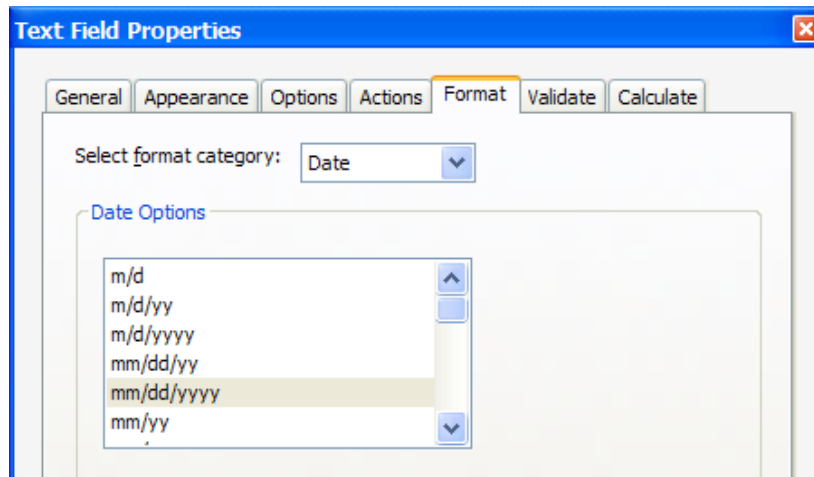 Text Field Properties
General Appearance Options Actions Format Validate Calculate
Select format category: Date
Date Options
m/d
m/d/yy
m/d/yyyy
mm/dd/yy
mm/dd/yyyy
mm/yy